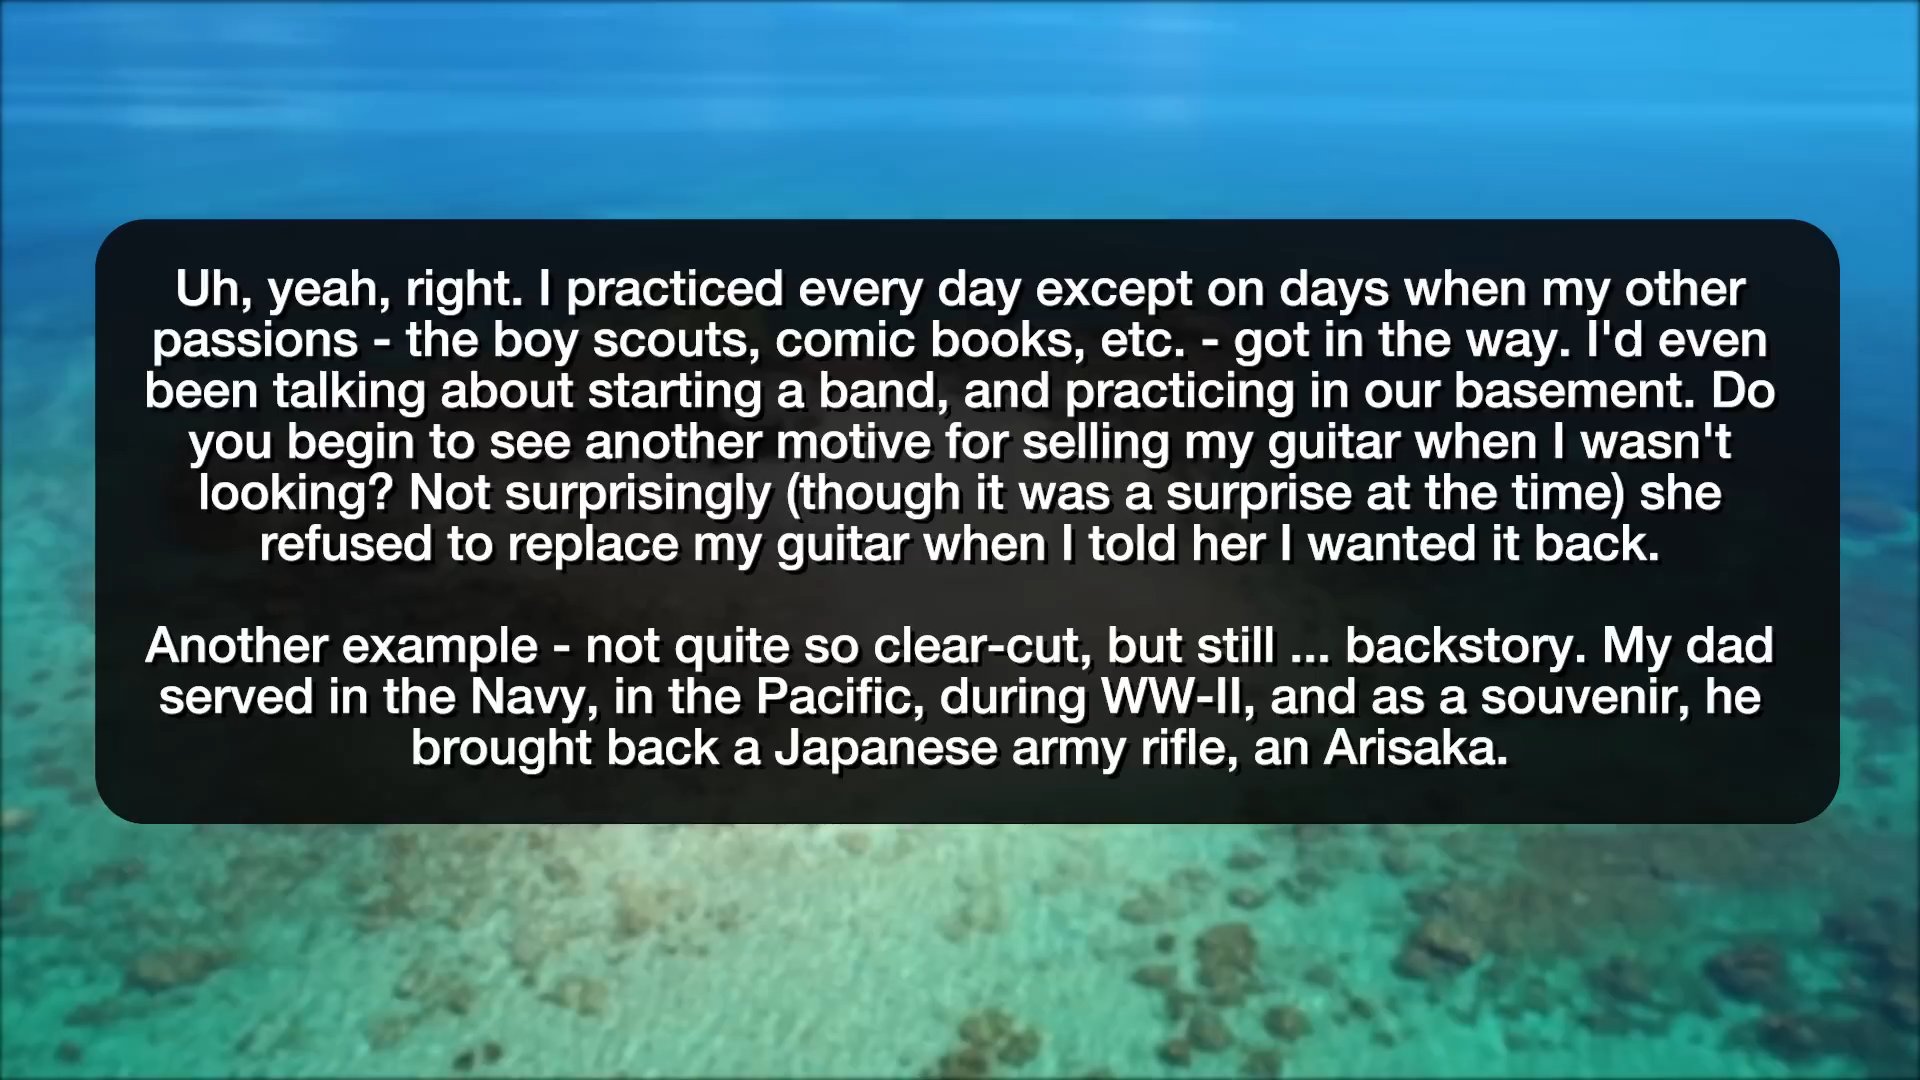 Uh, yeah, right. I practiced every day except on days when my other
passions - the boy scouts, comic books, etc. - got in the way. I'd even
been talking about starting a band, and practicing in our basement. Do
you begin to see another motive for selling my guitar when I wasn't
looking? Not surprisingly (though it was a surprise at the time) she
refused to replace my guitar when I told her I wanted it back.
Another example - not quite so clear-cut, but still ... backstory. My dad
served in the Navy, in the Pacific, during WW-II, and as a souvenir, he
brought back a Japanese army rifle, an Arisaka.